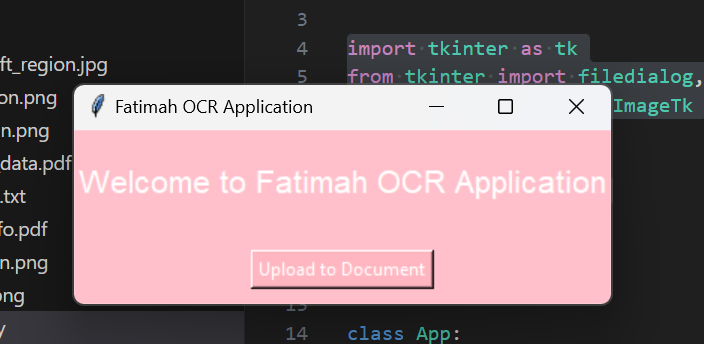 3
4 import tkinter as tk
5 from tkinter import filedialog,
ImageTk
ft_region.jpg
on.png
n.png
_data.pdf
.txt
fo.pdf
n.png
png
y
Fatimah OCR Application
Welcome to Fatimah OCR Application
Upload to Document
14 class App: